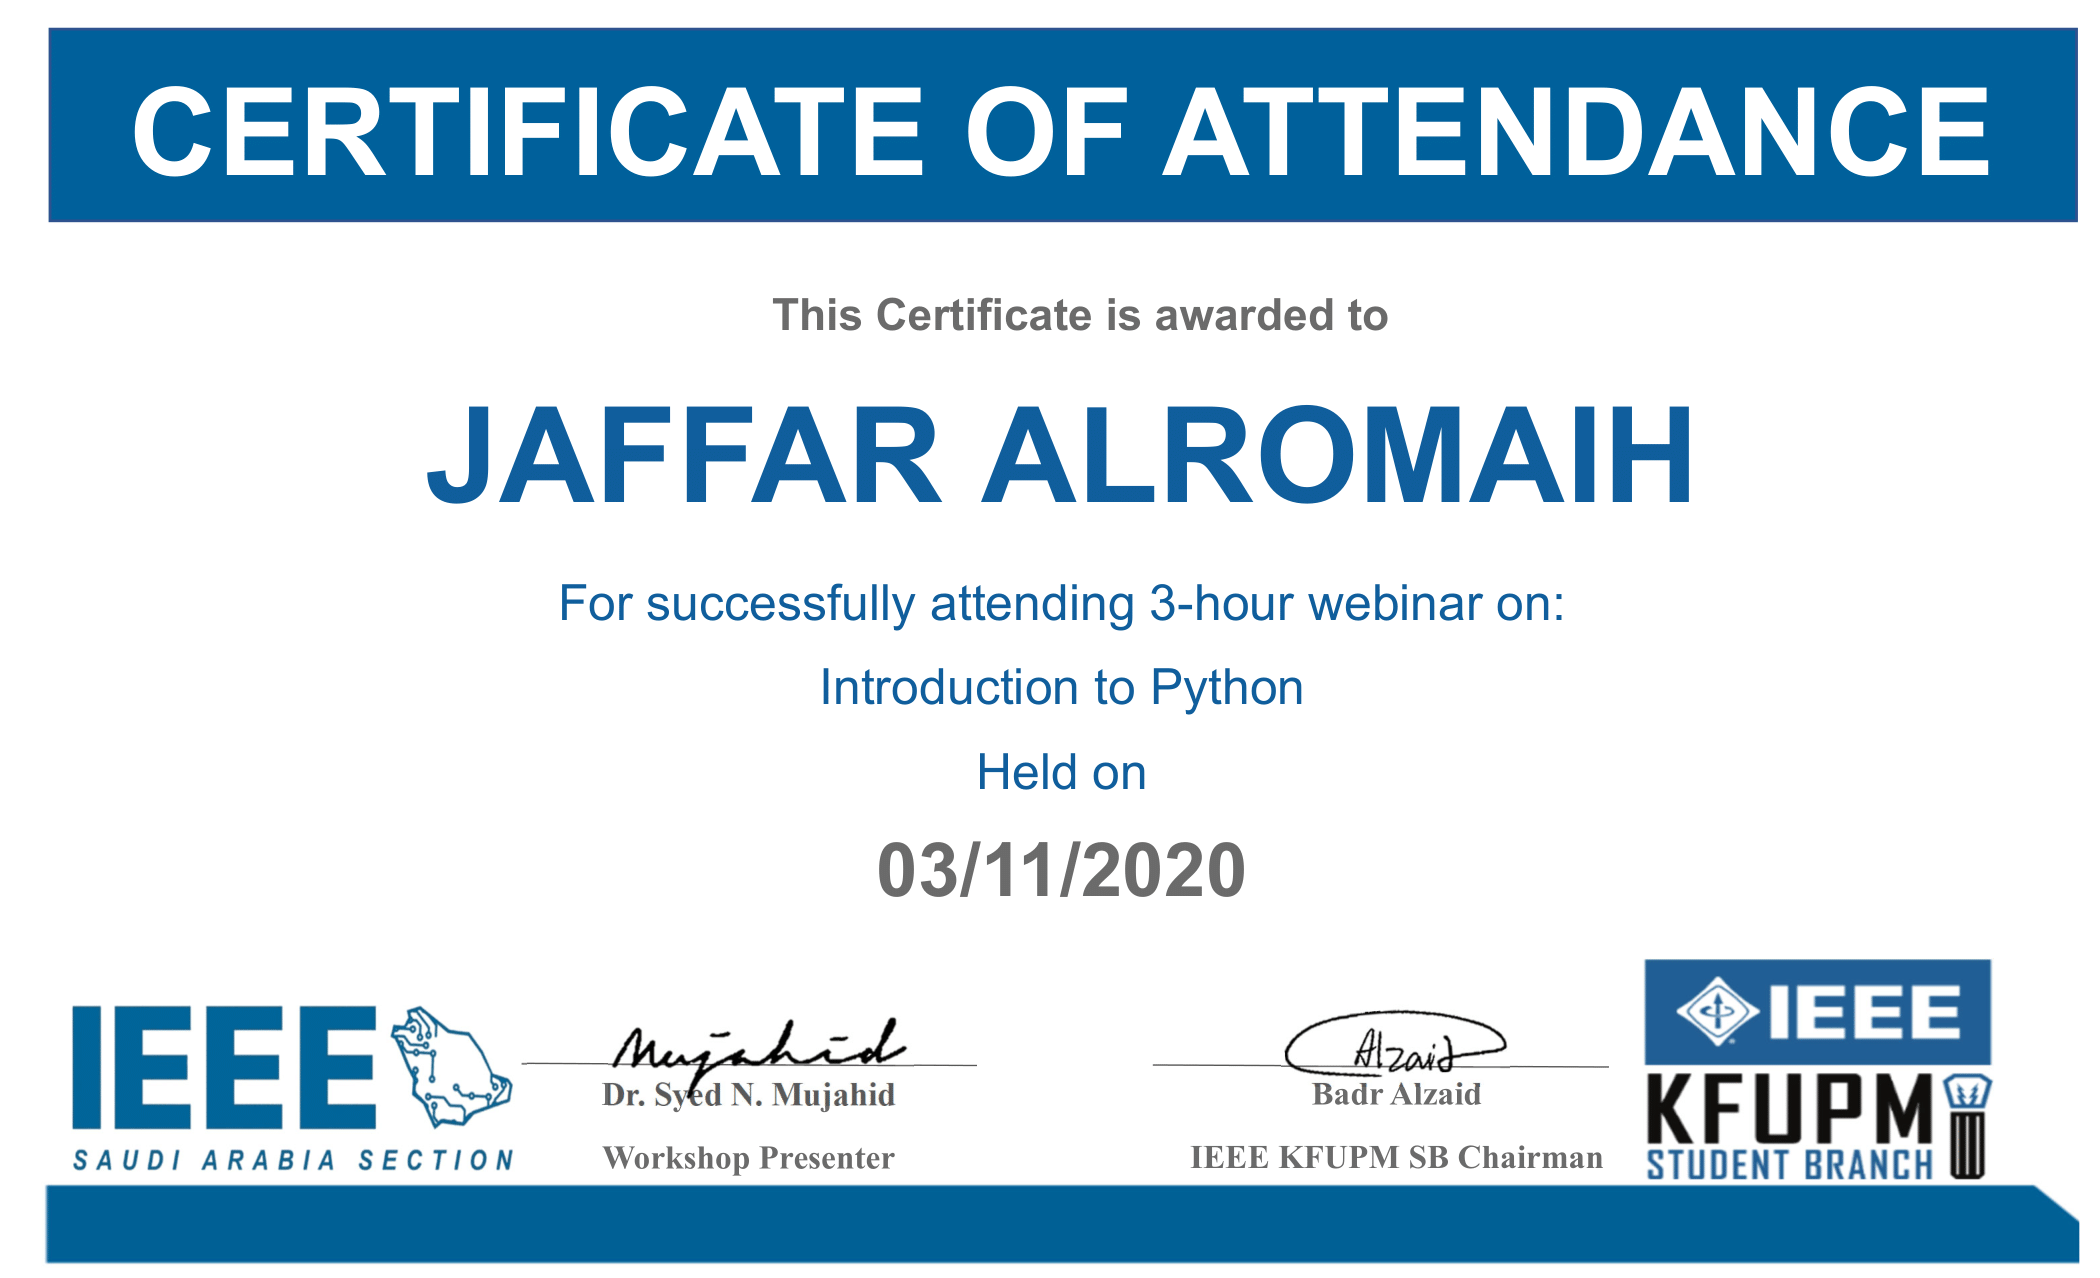 CERTIFICATE OF ATTENDANCE
This Certificate is awarded to
JAFFAR ALROMAIH
For successfully attending 3-hour webinar on:
Introduction to Python
Held on
03/11/2020
IEEE
SAUDI ARABIA SECTION
Mujahid
Dr. Syed N. Mujahid
Workshop Presenter
Alzaid
Badr Alzaid
IEEE KFUPM SB Chairman
IEEE
KFUPM
STUDENT BRANCH